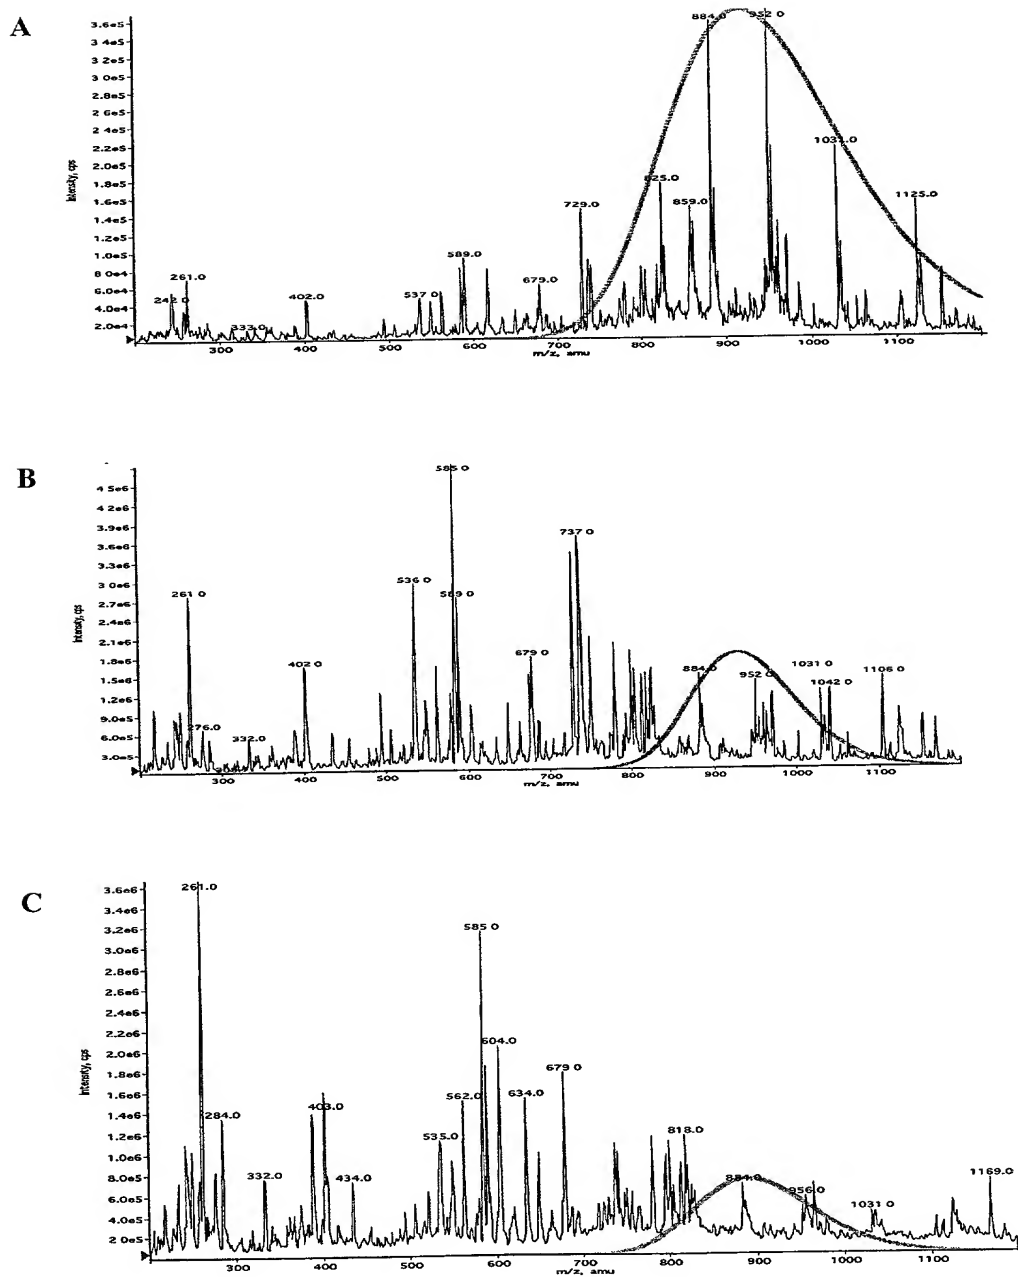 A
3.6e5
3 4e5
3 2e5
3 0e5
2.8e5
2.6e5
2 4e5
2.2e5
2.0e5
1.8e5
1.6e5
1.4e5
1.2e5
1.0e5
8.0e4
6.0e4
4.0e4
2.0e4
Intensity, cps
242.0
261.0
333.0
402.0
537 0
589.0
679.0
729.0
825.0
859.0
884.0
952 0
1125.0
300 400 500 600 700 800 900 1000 1100
m/z, amu
B
4 5e6
4.2e6
3.9e6
3.6e6
3.3e6
3.0e6
2.7e6
2.4e6
2.1e6
1.8e6
1.5e6
1.2e6
9.0e5
6.0e5
3.0e5
Intensity, cps
261 0
276.0
332.0
402 0
536 0
585 0
589 0
679 0
737 0
884.0
952 0
1031 0
1042 0
1106 0
300 400 500 600 700 800 900 1000 1100
m/z, amu
C
3.6e6
3.4e6
3.2e6
3.0e6
2.8e6
2.6e6
2.4e6
2.2e6
2.0e6
1.8e6
1.6e6
1.4e6
1.2e6
1.0e6
8.0e5
6.0e5
4.0e5
2 0e5
Intensity, cps
261.0
284.0
332.0
403.0
434.0
535.0
562.0
585 0
604.0
634.0
679 0
818.0
884.0
956.0
1031 0
1169.0
300 400 500 600 700 800 900 1000 1100
m/z, amu